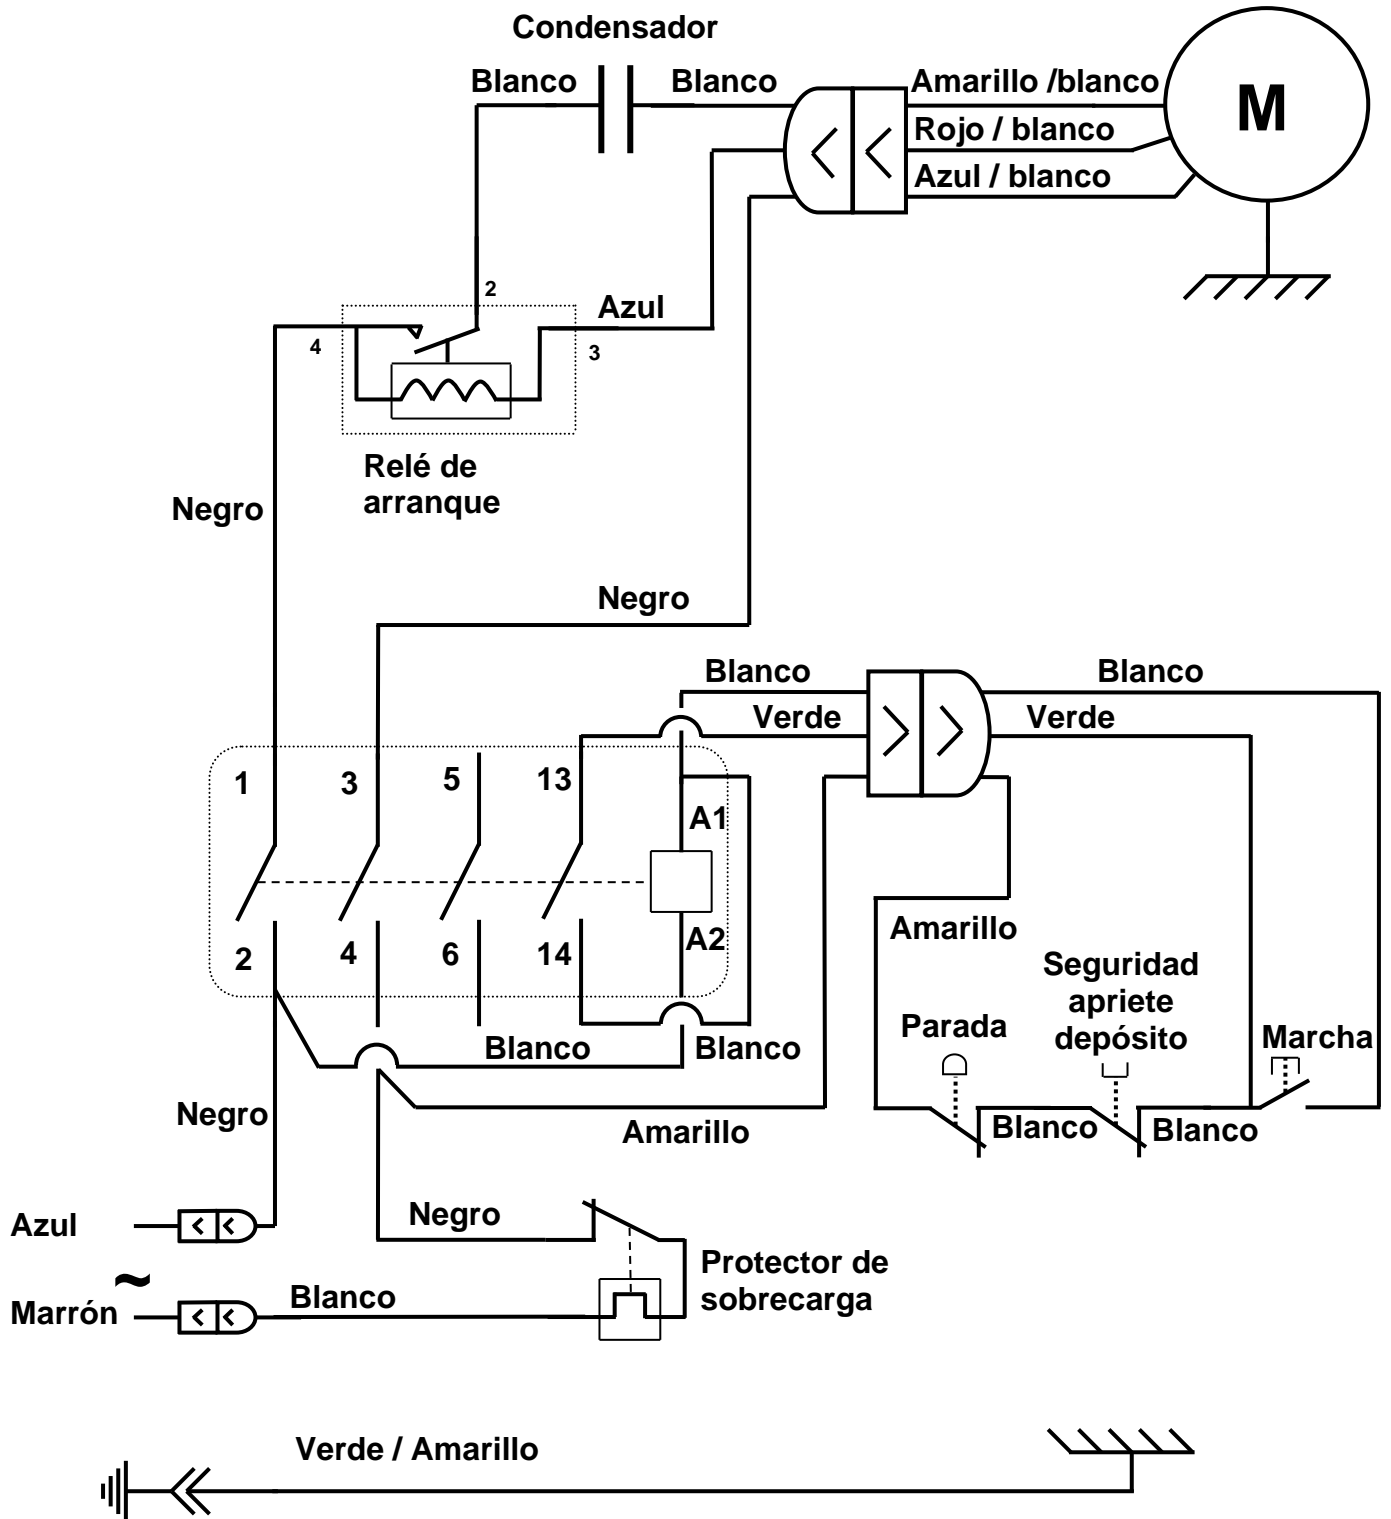 Condensador
Blanco
Blanco
Amarillo /blanco
M
Rojo / blanco
Azul / blanco
2
Azul
4
3
Relé de
arranque
Negro
Negro
Blanco
Blanco
Verde
Verde
1
3
5
13
A1
Amarillo
A2
2
4
6
14
Seguridad
apriete
depósito
Parada
Marcha
Blanco
Blanco
Negro
Amarillo
Blanco
Blanco
Azul
Negro
Protector de
sobrecarga
~
Marrón
Blanco
Verde / Amarillo